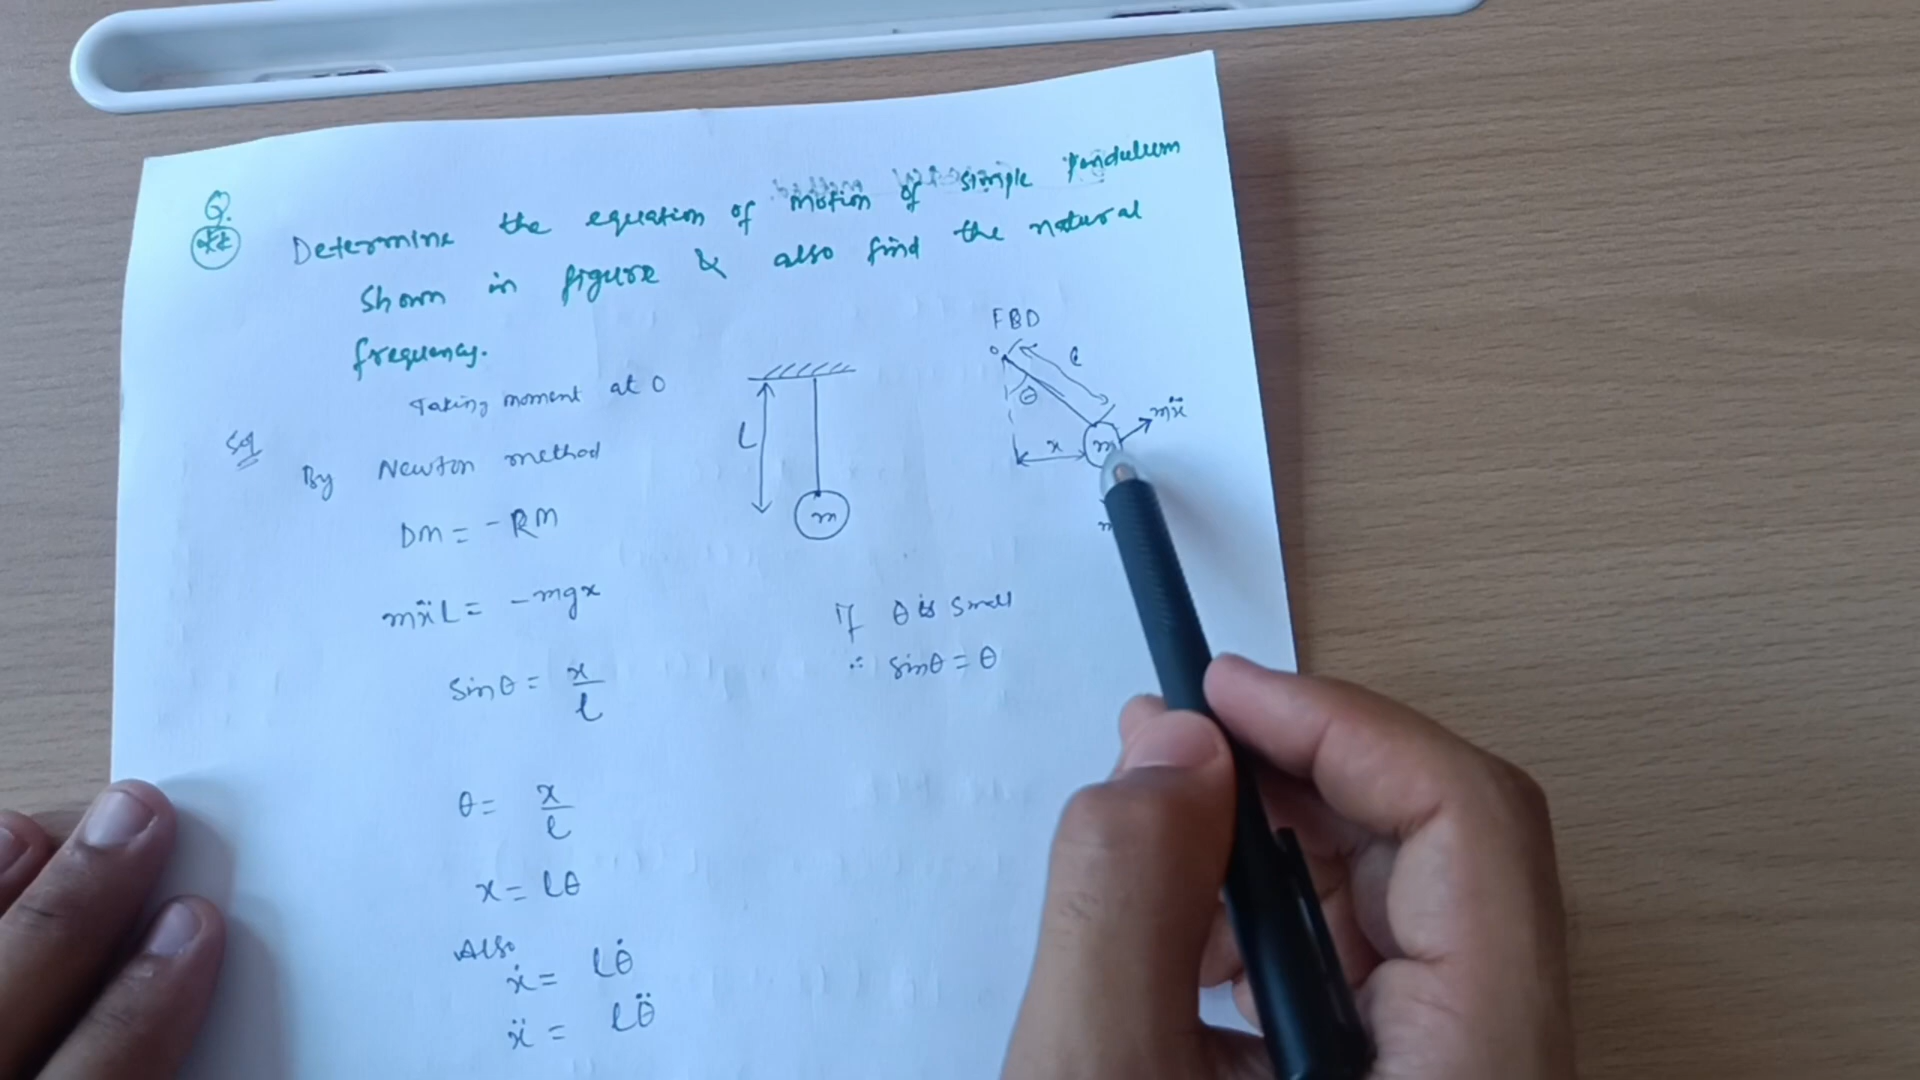 Q.
**
Determine the equation of motion of simple pendulum
shown in figure & also find the natural
frequency.
Taking moment at O
Sol
By Newton method
DM = - RM
mẍL = - mgx
sinθ = x/l
θ = x/l
x = lθ
Also
ẋ = lθ̇
ẍ = lθ̈
L
m
FBD
o
l
θ
mẍ
x
m
m
If θ is small
∴ sinθ = θ